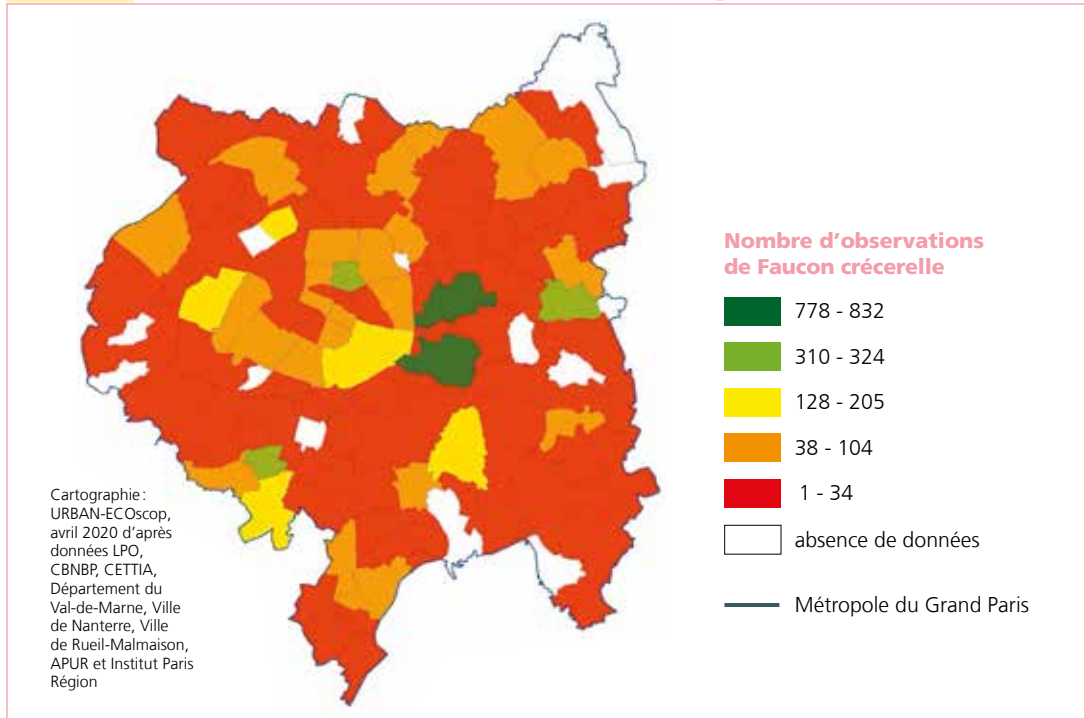 Nombre d'observations
de Faucon crécerelle
778 - 832
310 - 324
128 - 205
38 - 104
1 - 34
absence de données
Métropole du Grand Paris
Cartographie :
URBAN-ECOscop,
avril 2020 d'après
données LPO,
CBNBP, CETTIA,
Département du
Val-de-Marne, Ville
de Nanterre, Ville
de Rueil-Malmaison,
APUR et Institut Paris
Région